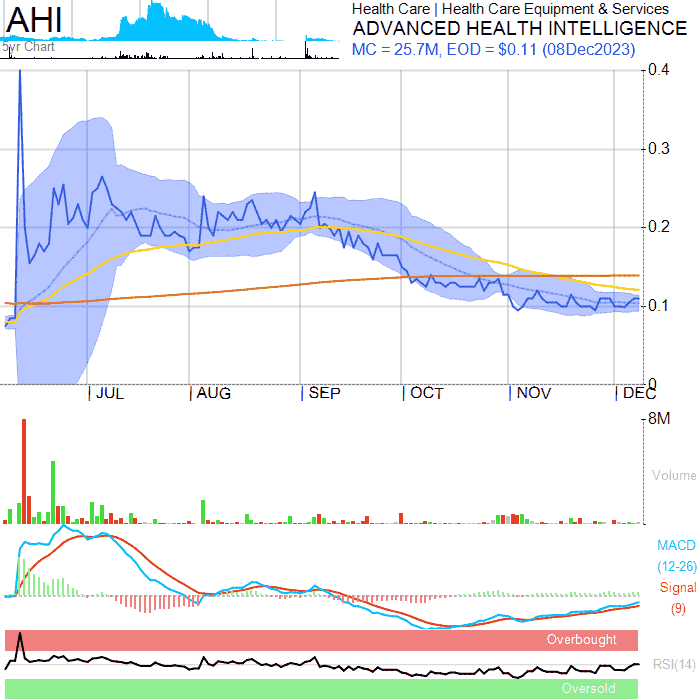 AHI
5yr Chart
Health Care | Health Care Equipment & Services
ADVANCED HEALTH INTELLIGENCE
MC = 25.7M, EOD = $0.11 (08Dec2023)
0.4
0.3
0.2
0.1
0
JUL AUG SEP OCT NOV DEC
8M
Volume
MACD
(12-26)
Signal
(9)
Overbought
RSI(14)
Oversold